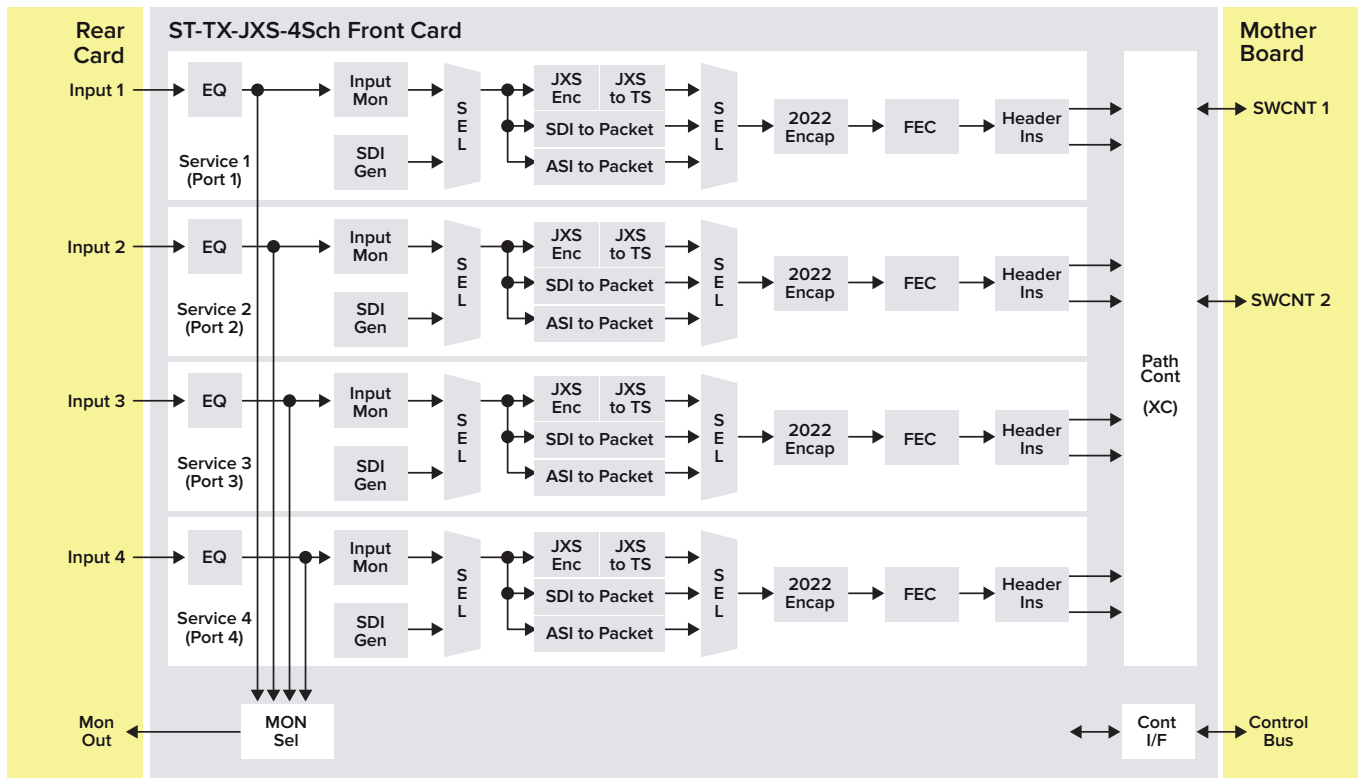 Rear
Card
ST-TX-JXS-4Sch Front Card
Mother
Board
Input 1
EQ
Input
Mon
S
E
L
JXS
Enc
JXS
to TS
SDI to Packet
ASI to Packet
S
E
L
2022
Encap
FEC
Header
Ins
SDI
Gen
Service 1
(Port 1)
SWCNT 1
Input 2
EQ
Input
Mon
S
E
L
JXS
Enc
JXS
to TS
SDI to Packet
ASI to Packet
S
E
L
2022
Encap
FEC
Header
Ins
SDI
Gen
Service 2
(Port 2)
SWCNT 2
Path
Cont
(XC)
Input 3
EQ
Input
Mon
S
E
L
JXS
Enc
JXS
to TS
SDI to Packet
ASI to Packet
S
E
L
2022
Encap
FEC
Header
Ins
SDI
Gen
Service 3
(Port 3)
Input 4
EQ
Input
Mon
S
E
L
JXS
Enc
JXS
to TS
SDI to Packet
ASI to Packet
S
E
L
2022
Encap
FEC
Header
Ins
SDI
Gen
Service 4
(Port 4)
Mon
Out
MON
Sel
Cont
I/F
Control
Bus